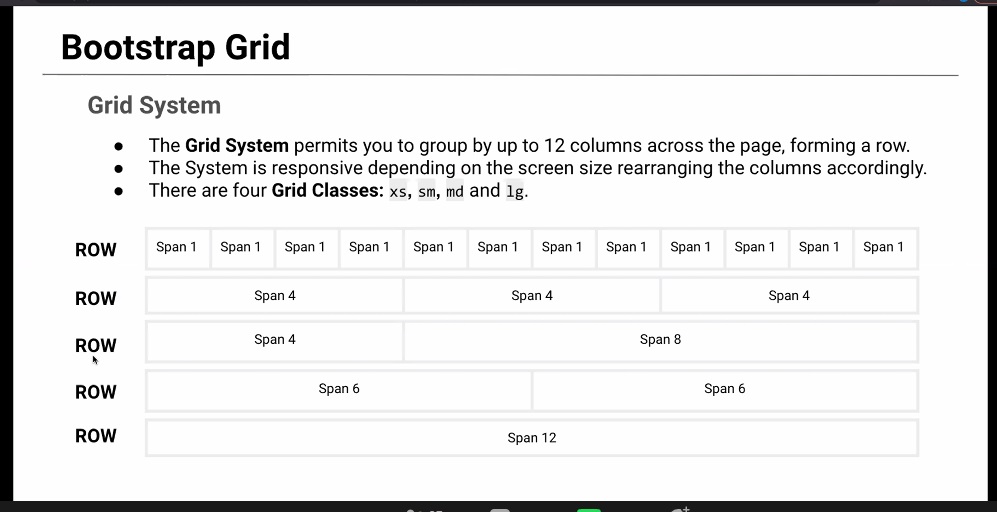 Bootstrap Grid
Grid System
● The Grid System permits you to group by up to 12 columns across the page, forming a row.
● The System is responsive depending on the screen size rearranging the columns accordingly.
● There are four Grid Classes: xs, sm, md and lg.
ROW Span 1 Span 1 Span 1 Span 1 Span 1 Span 1 Span 1 Span 1 Span 1 Span 1 Span 1 Span 1
ROW Span 4 Span 4 Span 4
ROW Span 4 Span 8
ROW Span 6 Span 6
ROW Span 12